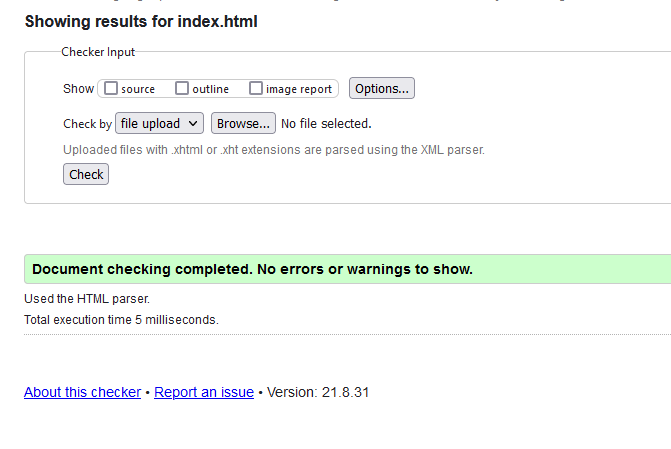 Showing results for index.html
Checker Input
Show source outline image report Options...
Check by file upload Browse... No file selected.
Uploaded files with .xhtml or .xht extensions are parsed using the XML parser.
Check
Document checking completed. No errors or warnings to show.
Used the HTML parser.
Total execution time 5 milliseconds.
About this checker • Report an issue • Version: 21.8.31